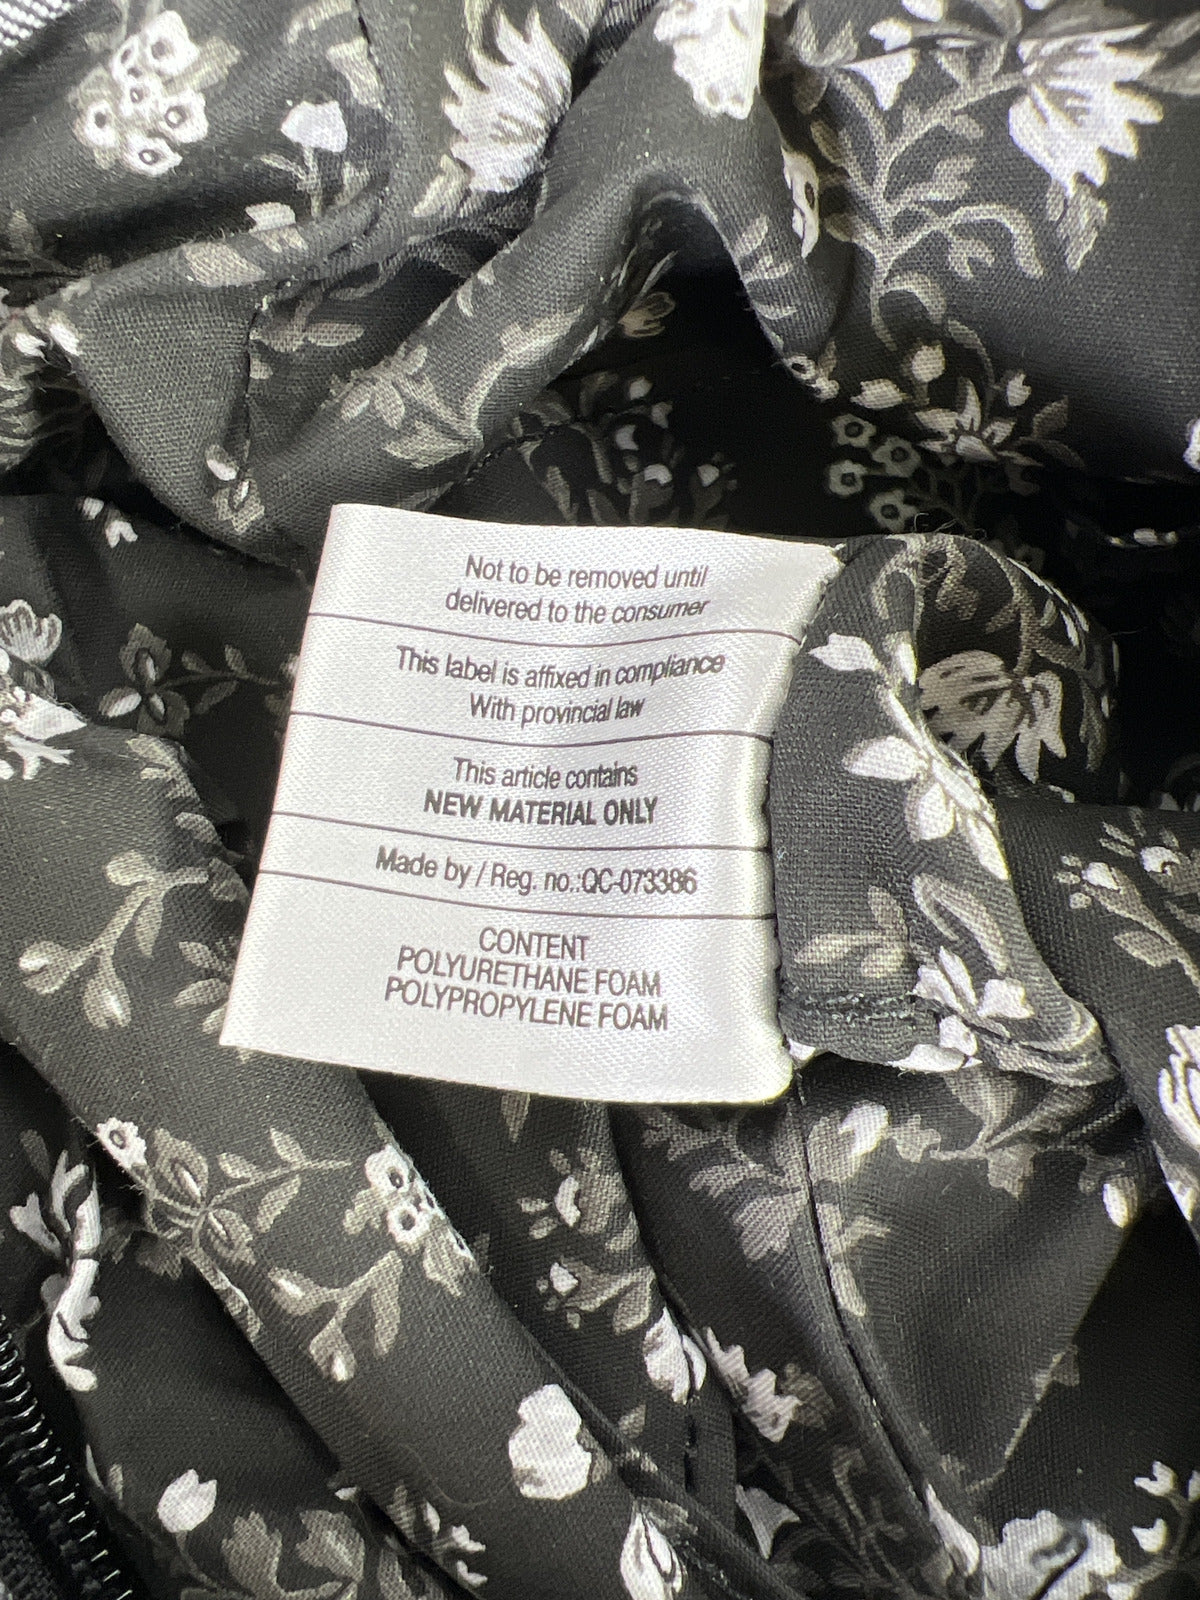 Not to be removed until
delivered to the consumer
This label is affixed in compliance
With provincial law
This article contains
NEW MATERIAL ONLY
Made by / Reg. no.:QC-073386
CONTENT
POLYURETHANE FOAM
POLYPROPYLENE FOAM